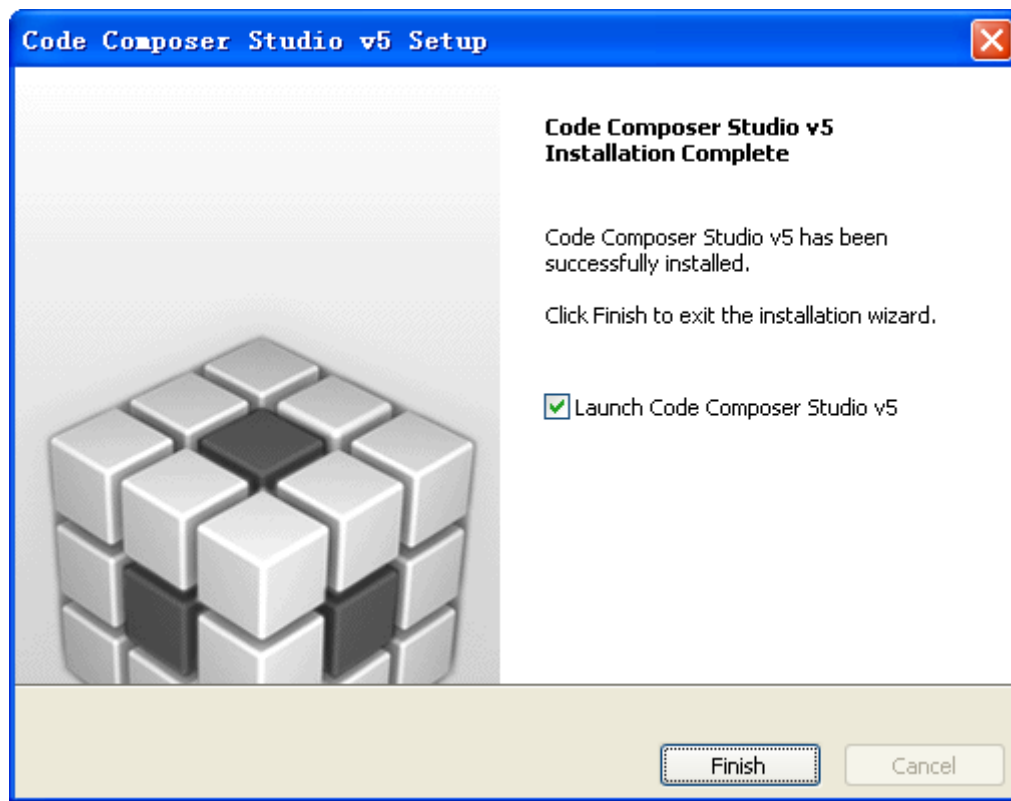 Code Composer Studio v5 Setup
Code Composer Studio v5
Installation Complete
Code Composer Studio v5 has been
successfully installed.
Click Finish to exit the installation wizard.
Launch Code Composer Studio v5
Finish
Cancel